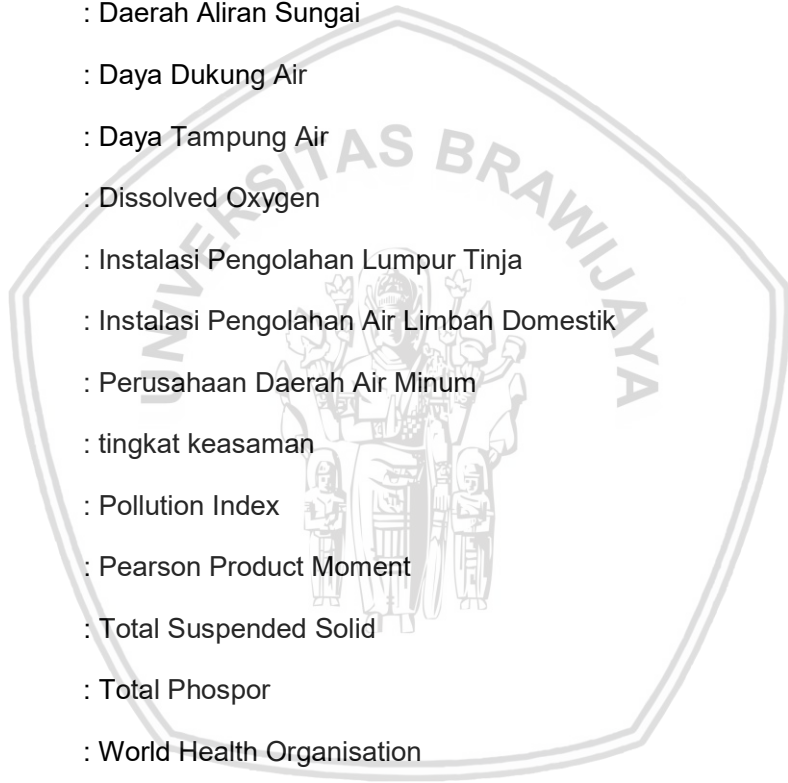 : Daerah Aliran Sungai
: Daya Dukung Air
: Daya Tampung Air
: Dissolved Oxygen
: Instalasi Pengolahan Lumpur Tinja
: Instalasi Pengolahan Air Limbah Domestik
: Perusahaan Daerah Air Minum
: tingkat keasaman
: Pollution Index
: Pearson Product Moment
: Total Suspended Solid
: Total Phospor
: World Health Organisation
UNIVERSITAS BRAWIJAYA